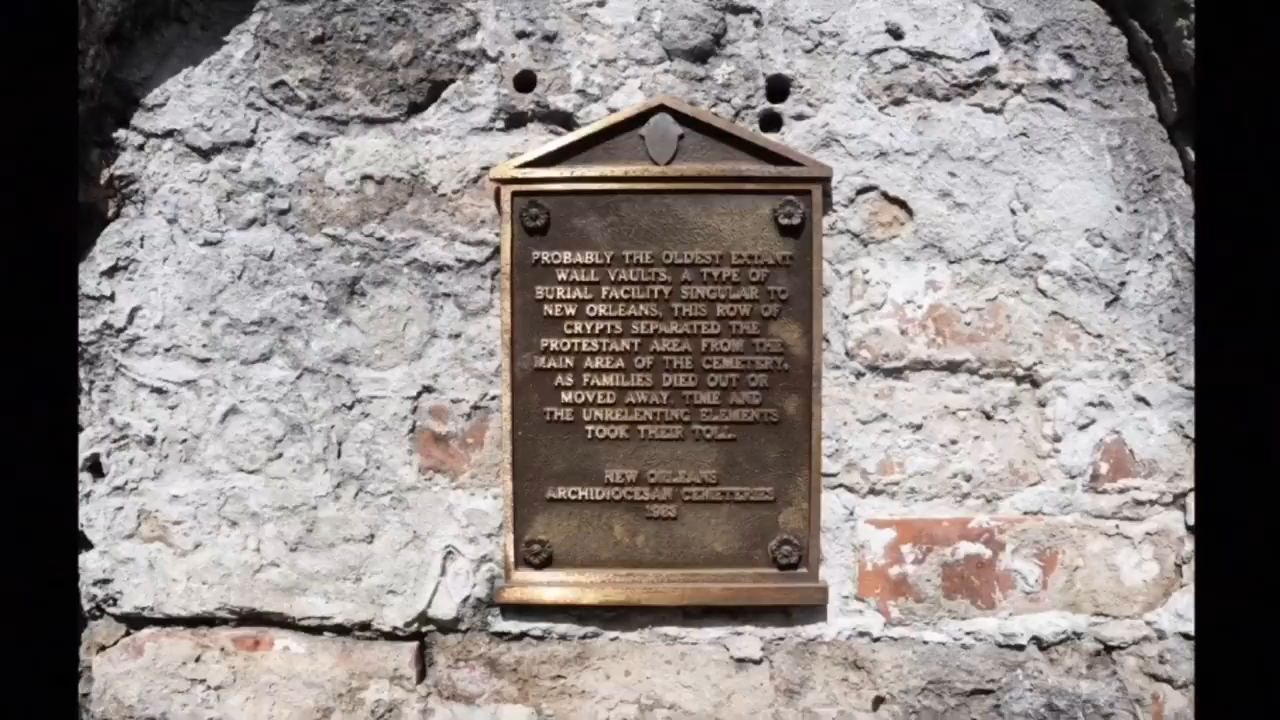 PROBABLY THE OLDEST EXTANT
WALL VAULTS, A TYPE OF
BURIAL FACILITY SINGULAR TO
NEW ORLEANS, THIS ROW OF
CRYPTS SEPARATED THE
PROTESTANT AREA FROM THE
MAIN AREA OF THE CEMETERY.
AS FAMILIES DIED OUT OR
MOVED AWAY, TIME AND
THE UNRELENTING ELEMENTS
TOOK THEIR TOLL.
NEW ORLEANS
ARCHDIOCESAN CEMETERIES